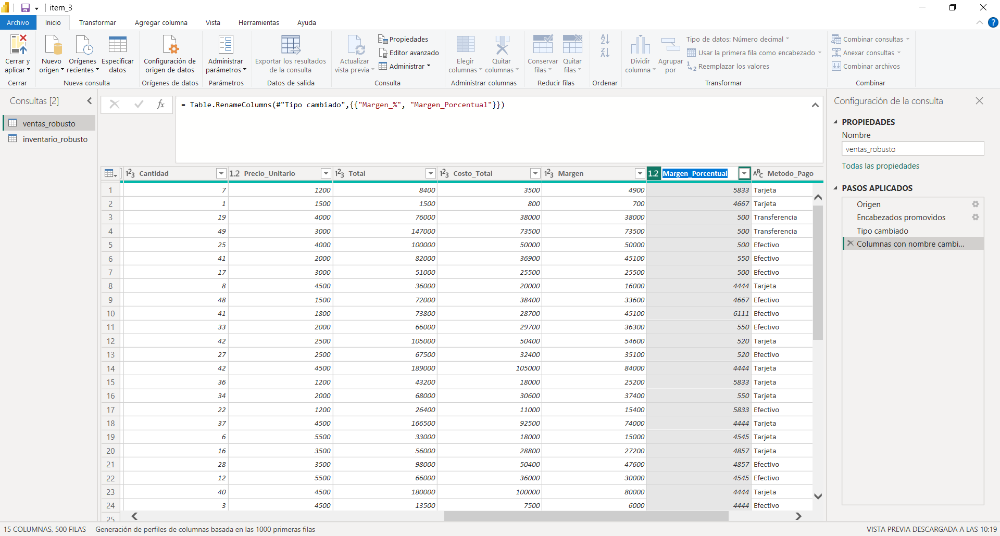 item_3
Archivo Inicio Transformar Agregar columna Vista Herramientas Ayuda
Cerrar y aplicar
Nuevo origen
Orígenes recientes
Especificar datos
Configuración de origen de datos
Administrar parámetros
Exportar los resultados de la consulta
Actualizar vista previa
Propiedades
Editor avanzado
Administrar
Elegir columnas
Quitar columnas
Conservar filas
Quitar filas
Dividir columna
Agrupar por
Tipo de datos: Número decimal
Usar la primera fila como encabezado
Reemplazar los valores
Combinar consultas
Anexar consultas
Combinar archivos
Cerrar Nueva consulta Orígenes de datos Parámetros Datos de salida Consulta Administrar columnas Reducir filas Ordenar Transformar Combinar
Consultas [2]
ventas_robusto
inventario_robusto
fx
= Table.RenameColumns(#"Tipo cambiado",{{"Margen_%", "Margen_Porcentual"}})
1²3 Cantidad 1.2 Precio_Unitario 1²3 Total 1²3 Costo_Total 1²3 Margen 1.2 Margen_Porcentual ABC Metodo_Pago
1 7 1200 8400 3500 4900 5833 Tarjeta
2 1 1500 1500 800 700 4667 Tarjeta
3 19 4000 76000 38000 38000 500 Transferencia
4 49 3000 147000 73500 73500 500 Transferencia
5 25 4000 100000 50000 50000 500 Efectivo
6 41 2000 82000 36900 45100 550 Efectivo
7 17 3000 51000 25500 25500 500 Efectivo
8 8 4500 36000 20000 16000 4444 Tarjeta
9 48 1500 72000 38400 33600 4667 Efectivo
10 41 1800 73800 28700 45100 6111 Efectivo
11 33 2000 66000 29700 36300 550 Efectivo
12 42 2500 105000 50400 54600 520 Tarjeta
13 27 2500 67500 32400 35100 520 Efectivo
14 42 4500 189000 105000 84000 4444 Tarjeta
15 36 1200 43200 18000 25200 5833 Tarjeta
16 34 2000 68000 30600 37400 550 Tarjeta
17 22 1200 26400 11000 15400 5833 Efectivo
18 37 4500 166500 92500 74000 4444 Tarjeta
19 6 5500 33000 18000 15000 4545 Tarjeta
20 16 3500 56000 28800 27200 4857 Tarjeta
21 28 3500 98000 50400 47600 4857 Efectivo
22 12 5500 66000 36000 30000 4545 Efectivo
23 40 4500 180000 100000 80000 4444 Tarjeta
24 3 4500 13500 7500 6000 4444 Efectivo
25
Configuración de la consulta
PROPIEDADES
Nombre
ventas_robusto
Todas las propiedades
PASOS APLICADOS
Origen
Encabezados promovidos
Tipo cambiado
Columnas con nombre cambi...
15 COLUMNAS, 500 FILAS Generación de perfiles de columnas basada en las 1000 primeras filas VISTA PREVIA DESCARGADA A LAS 10:19